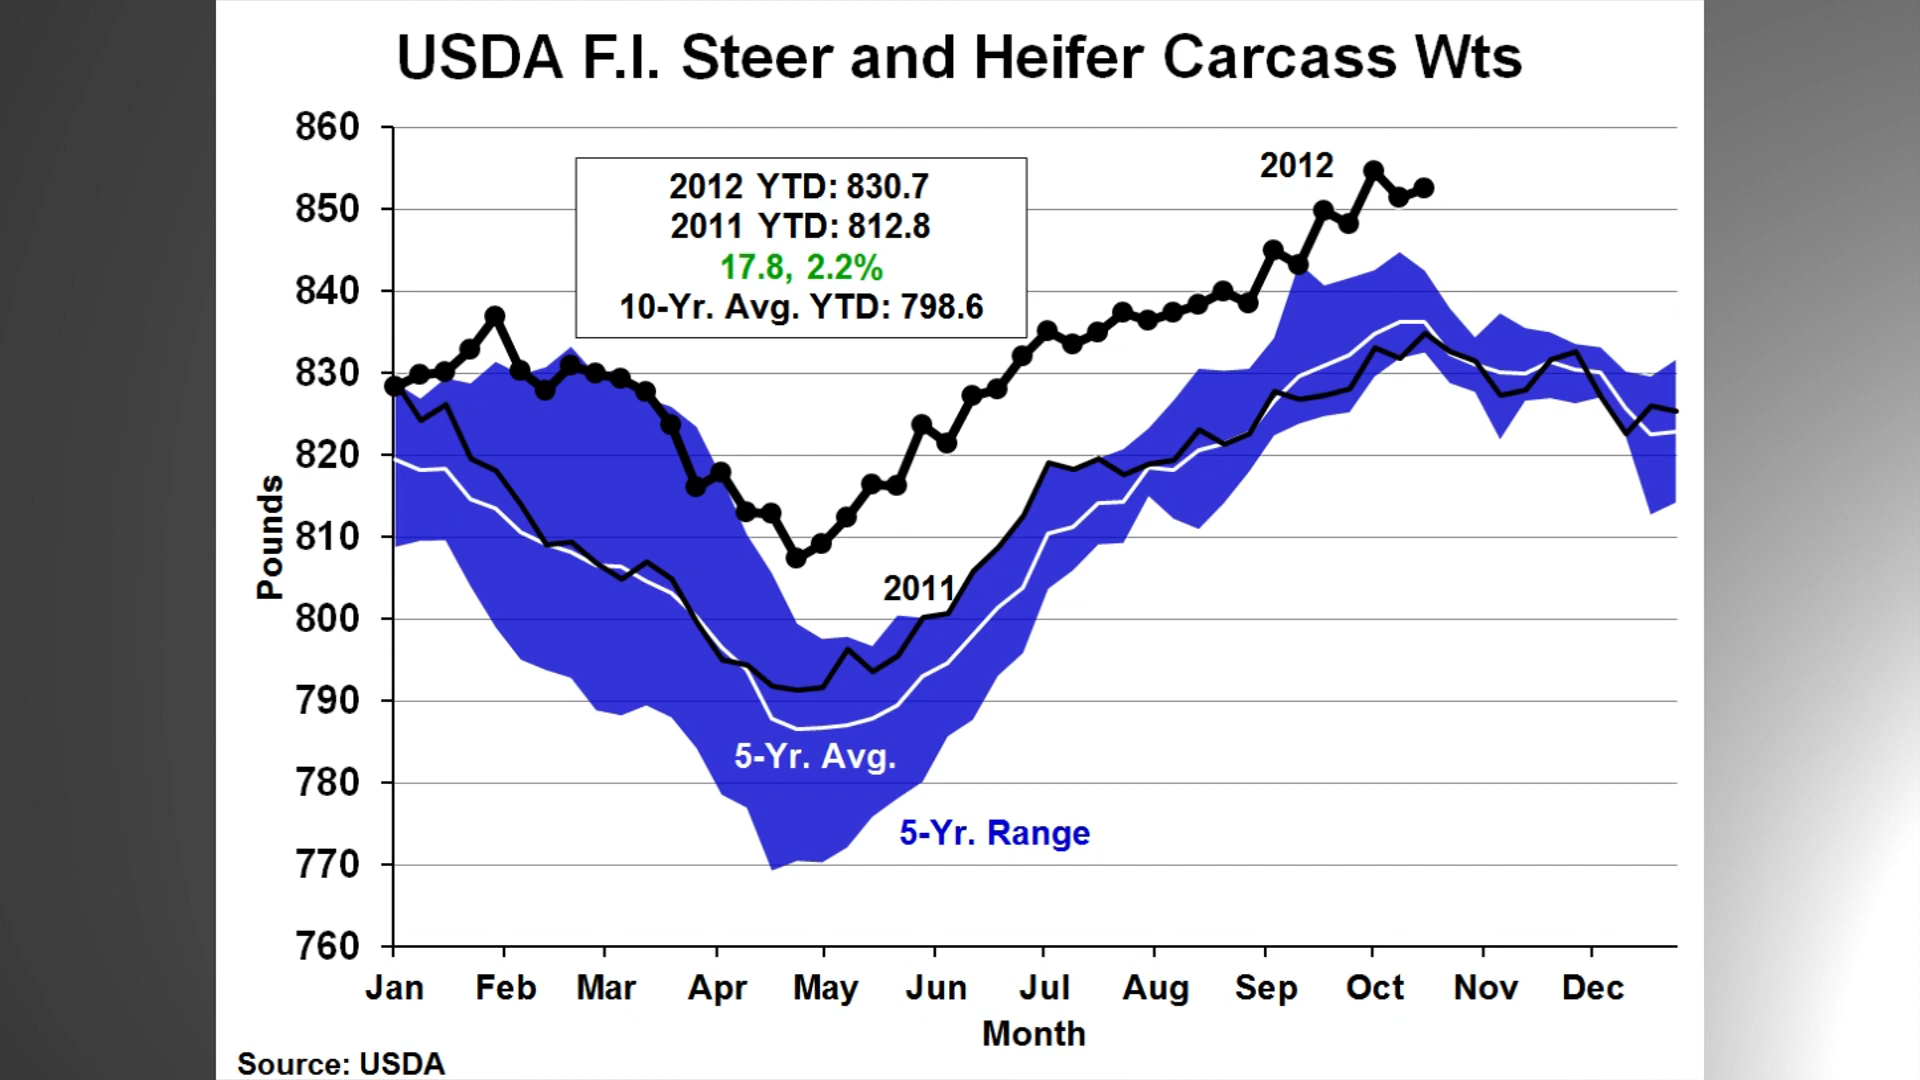 USDA F.I. Steer and Heifer Carcass Wts
860
850
840
830
820
810
800
790
780
770
760
Pounds
2012 YTD: 830.7
2011 YTD: 812.8
17.8, 2.2%
10-Yr. Avg. YTD: 798.6
2012
2011
5-Yr. Avg.
5-Yr. Range
Jan Feb Mar Apr May Jun Jul Aug Sep Oct Nov Dec
Month
Source: USDA